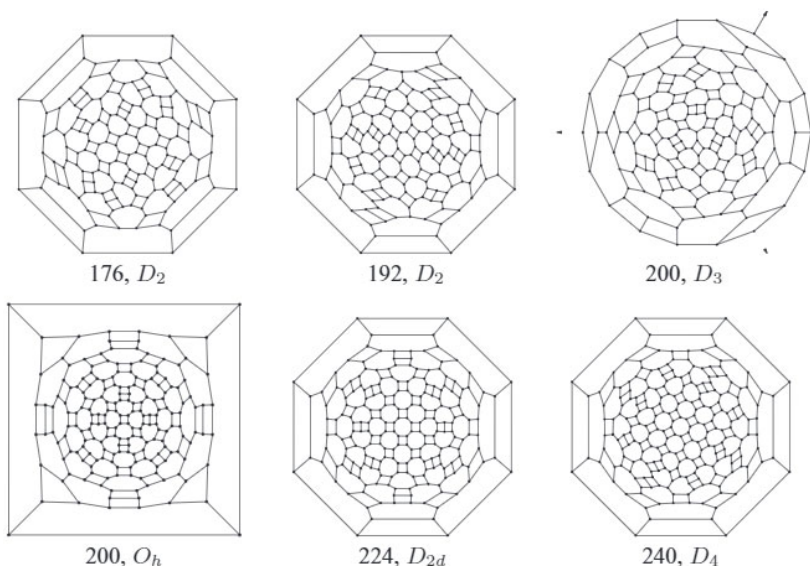 176, D₂ 192, D₂ 200, D₃
200, Oₕ 224, D₂d 240, D₄